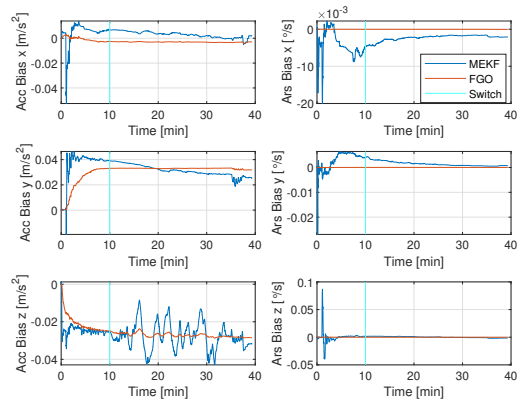 ×10⁻³
0
-0.02
-0.04
Acc Bias x [m/s²]
0 10 20 30 40
Time [min]
0
-10
-20
Ars Bias x [°/s]
MEKF
FGO
Switch
0 10 20 30 40
Time [min]
0.04
0.02
0
Acc Bias y [m/s²]
0 10 20 30 40
Time [min]
0
-0.01
-0.02
Ars Bias y [°/s]
0 10 20 30 40
Time [min]
0
-0.02
-0.04
Acc Bias z [m/s²]
0 10 20 30 40
Time [min]
0.1
0.05
0
-0.05
Ars Bias z [°/s]
0 10 20 30 40
Time [min]